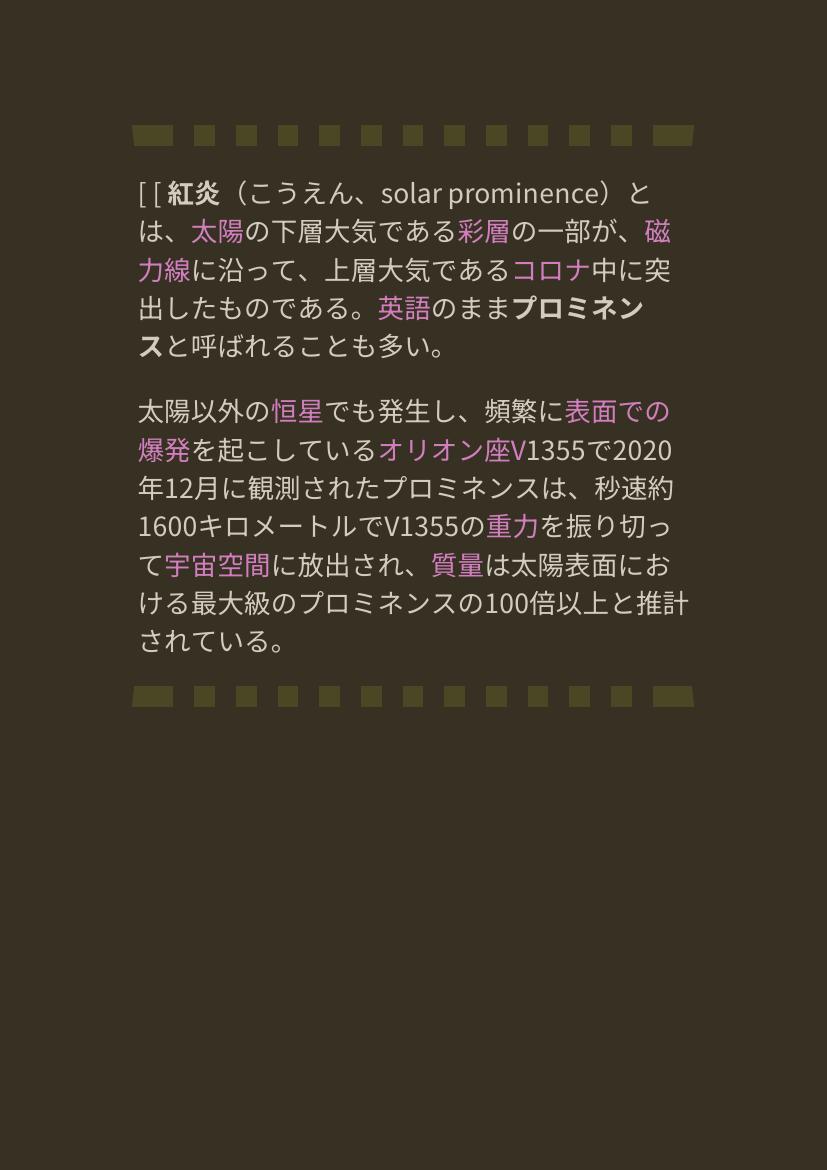 [ [ 紅炎（こうえん、solar prominence）と
は、太陽の下層大気である彩層の一部が、磁
力線に沿って、上層大気であるコロナ中に突
出したものである。英語のままプロミネン
スと呼ばれることも多い。
太陽以外の恒星でも発生し、頻繁に表面での
爆発を起こしているオリオン座V1355で2020
年12月に観測されたプロミネンスは、秒速約
1600キロメートルでV1355の重力を振り切っ
て宇宙空間に放出され、質量は太陽表面にお
ける最大級のプロミネンスの100倍以上と推計
されている。